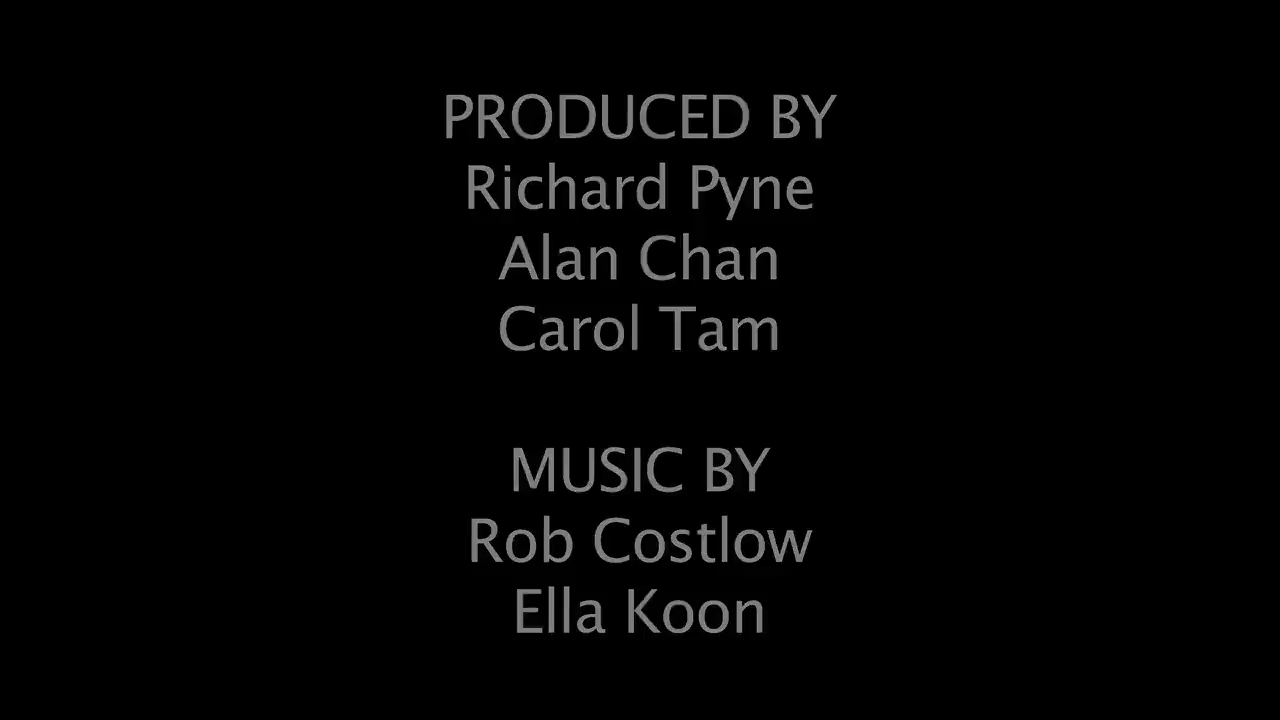 PRODUCED BY
Richard Pyne
Alan Chan
Carol Tam
MUSIC BY
Rob Costlow
Ella Koon